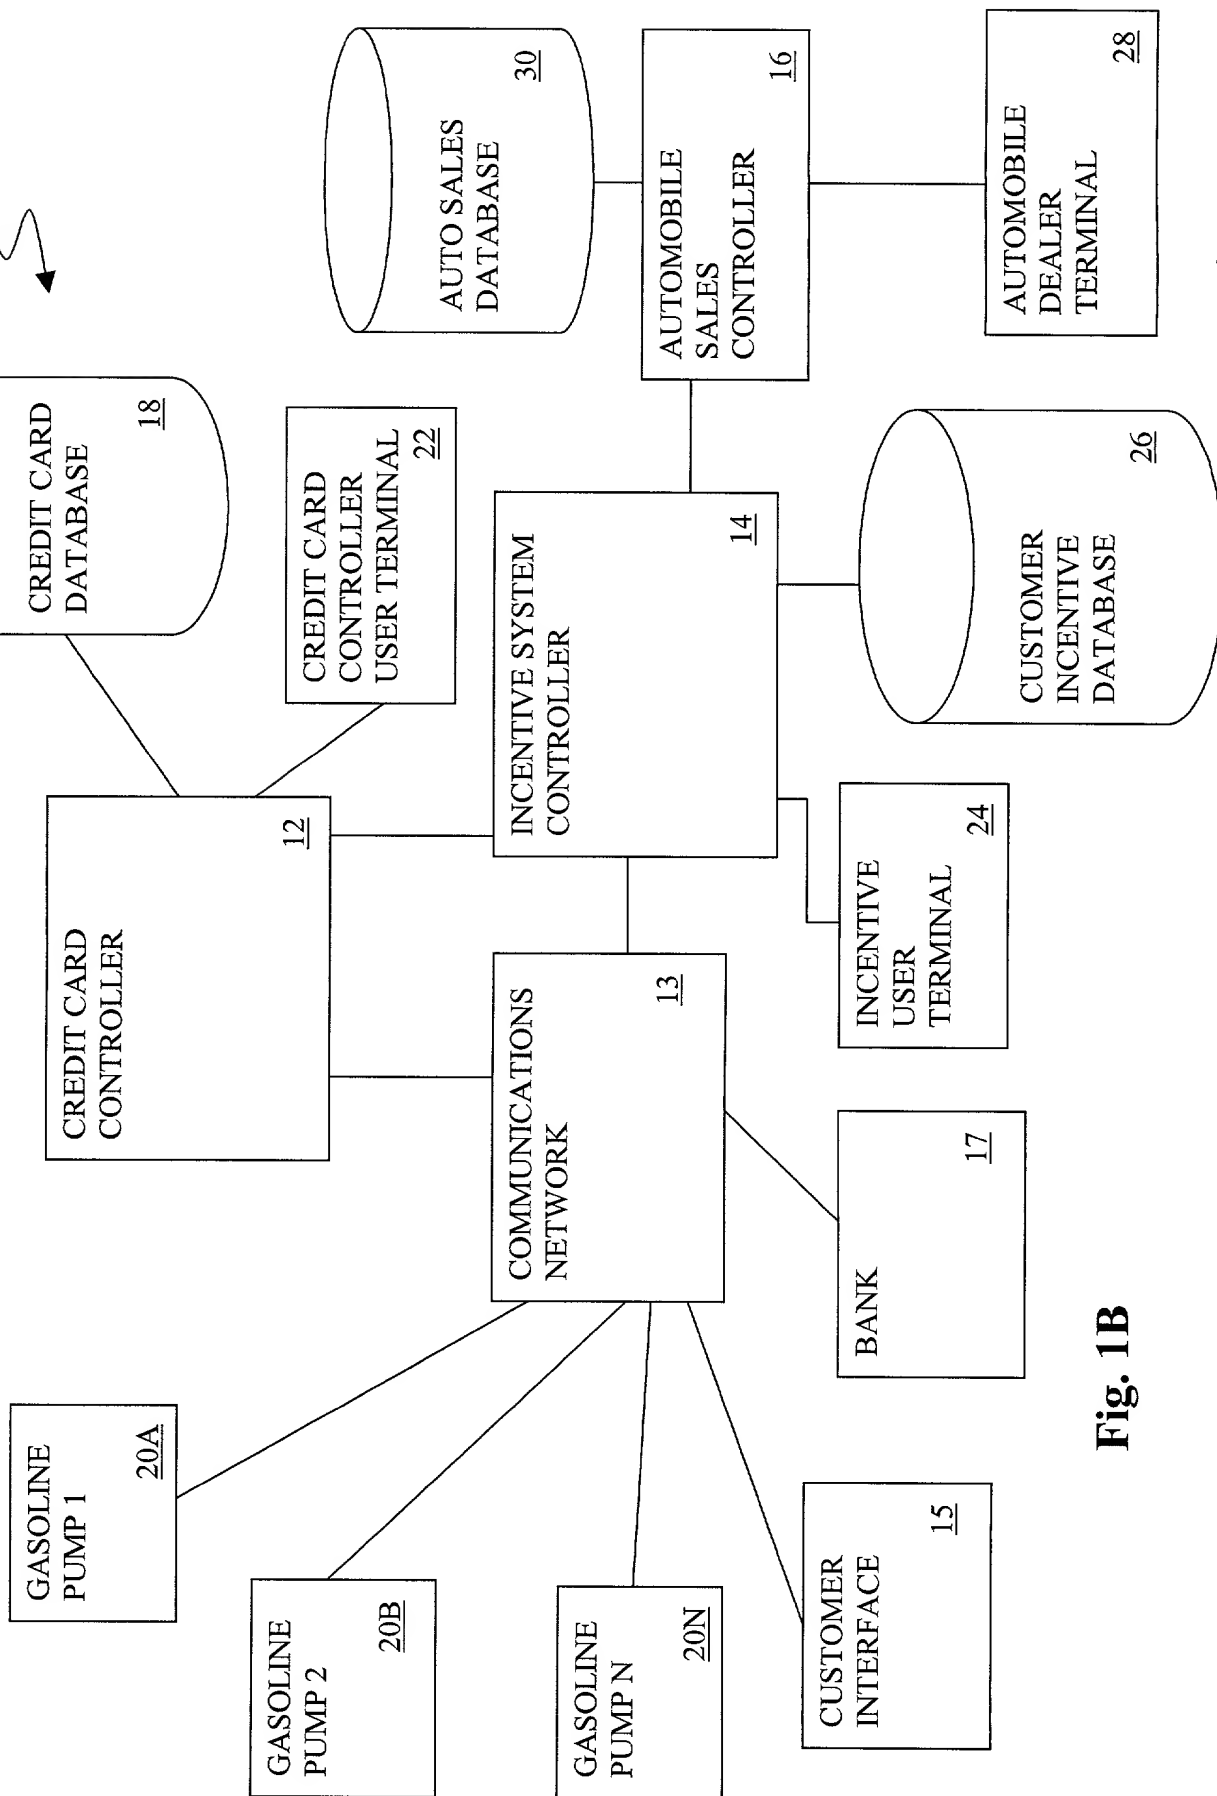 GASOLINE
PUMP 1
20A
GASOLINE
PUMP 2
20B
GASOLINE
PUMP N
20N
CUSTOMER
INTERFACE
15
CREDIT CARD
CONTROLLER
12
COMMUNICATIONS
NETWORK
13
BANK
17
CREDIT CARD
DATABASE
18
CREDIT CARD
CONTROLLER
USER TERMINAL
22
INCENTIVE SYSTEM
CONTROLLER
14
INCENTIVE
USER
TERMINAL
24
CUSTOMER
INCENTIVE
DATABASE
26
AUTO SALES
DATABASE
30
AUTOMOBILE
SALES
CONTROLLER
16
AUTOMOBILE
DEALER
TERMINAL
28
Fig. 1B